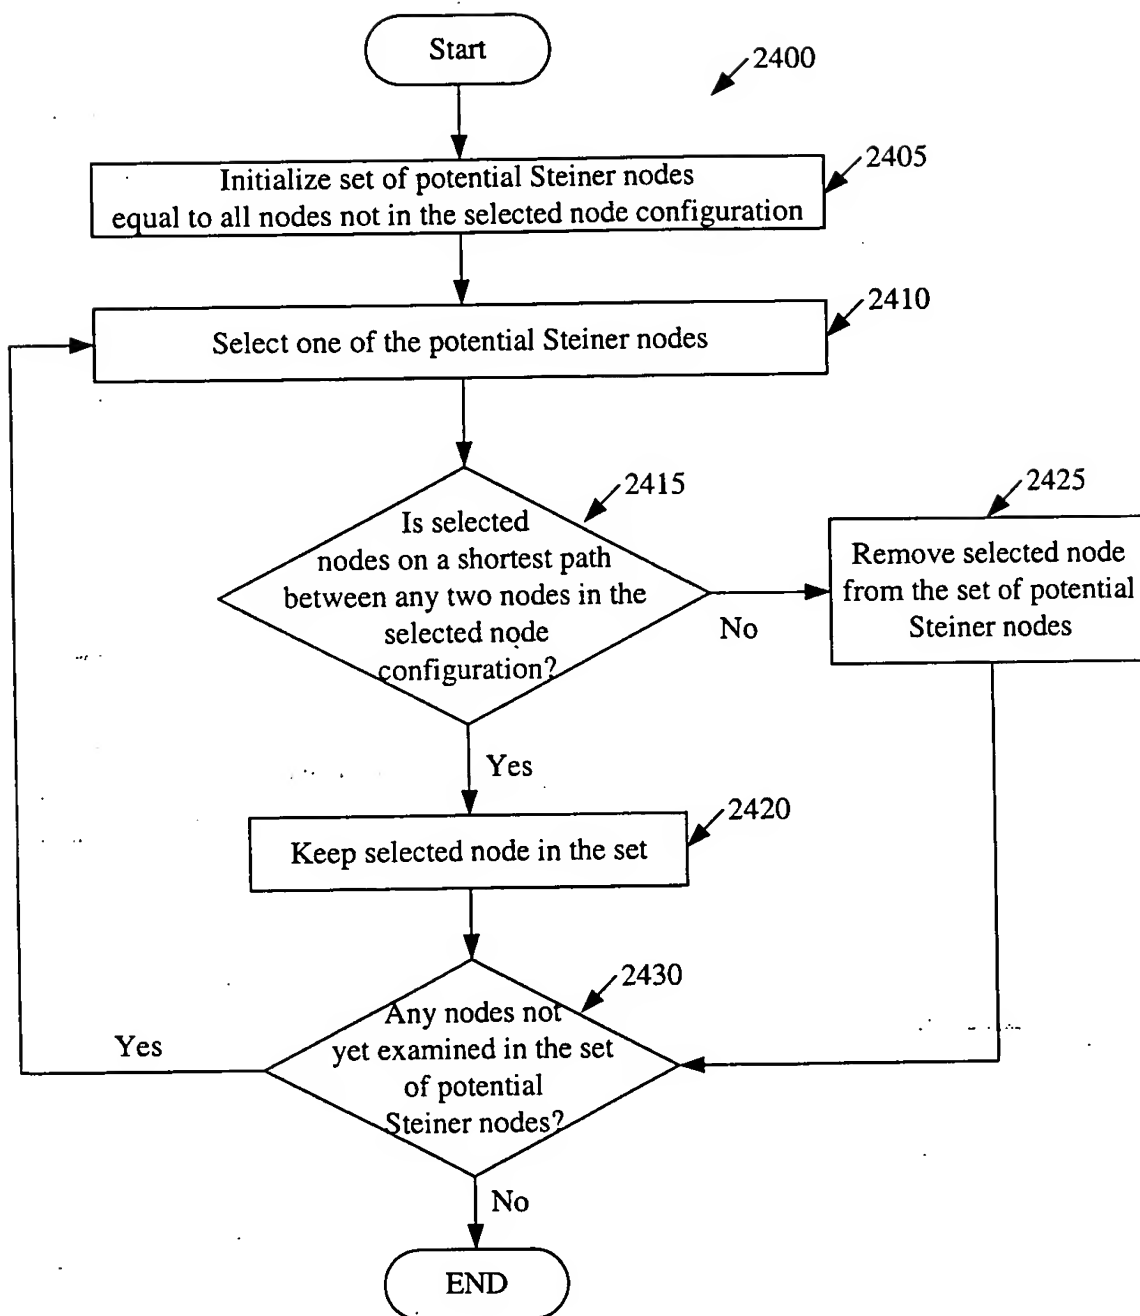 Start
2400
2405
Initialize set of potential Steiner nodes
equal to all nodes not in the selected node configuration
2410
Select one of the potential Steiner nodes
2415
Is selected
nodes on a shortest path
between any two nodes in the
selected node
configuration?
No
2425
Remove selected node
from the set of potential
Steiner nodes
Yes
2420
Keep selected node in the set
2430
Any nodes not
yet examined in the set
of potential
Steiner nodes?
Yes
No
END